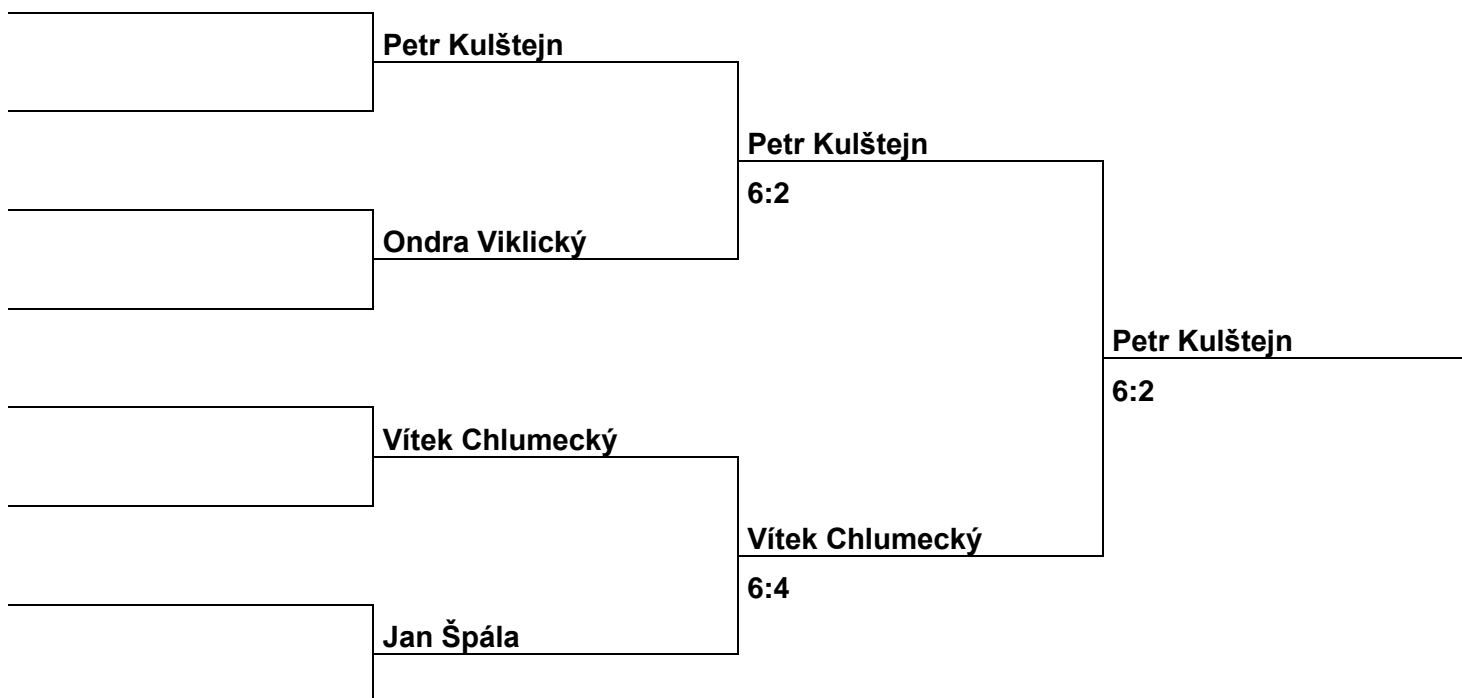 Petr Kulštejn
Petr Kulštejn
6:2
Ondra Viklický
Petr Kulštejn
6:2
Vítek Chlumecký
Vítek Chlumecký
6:4
Jan Špála